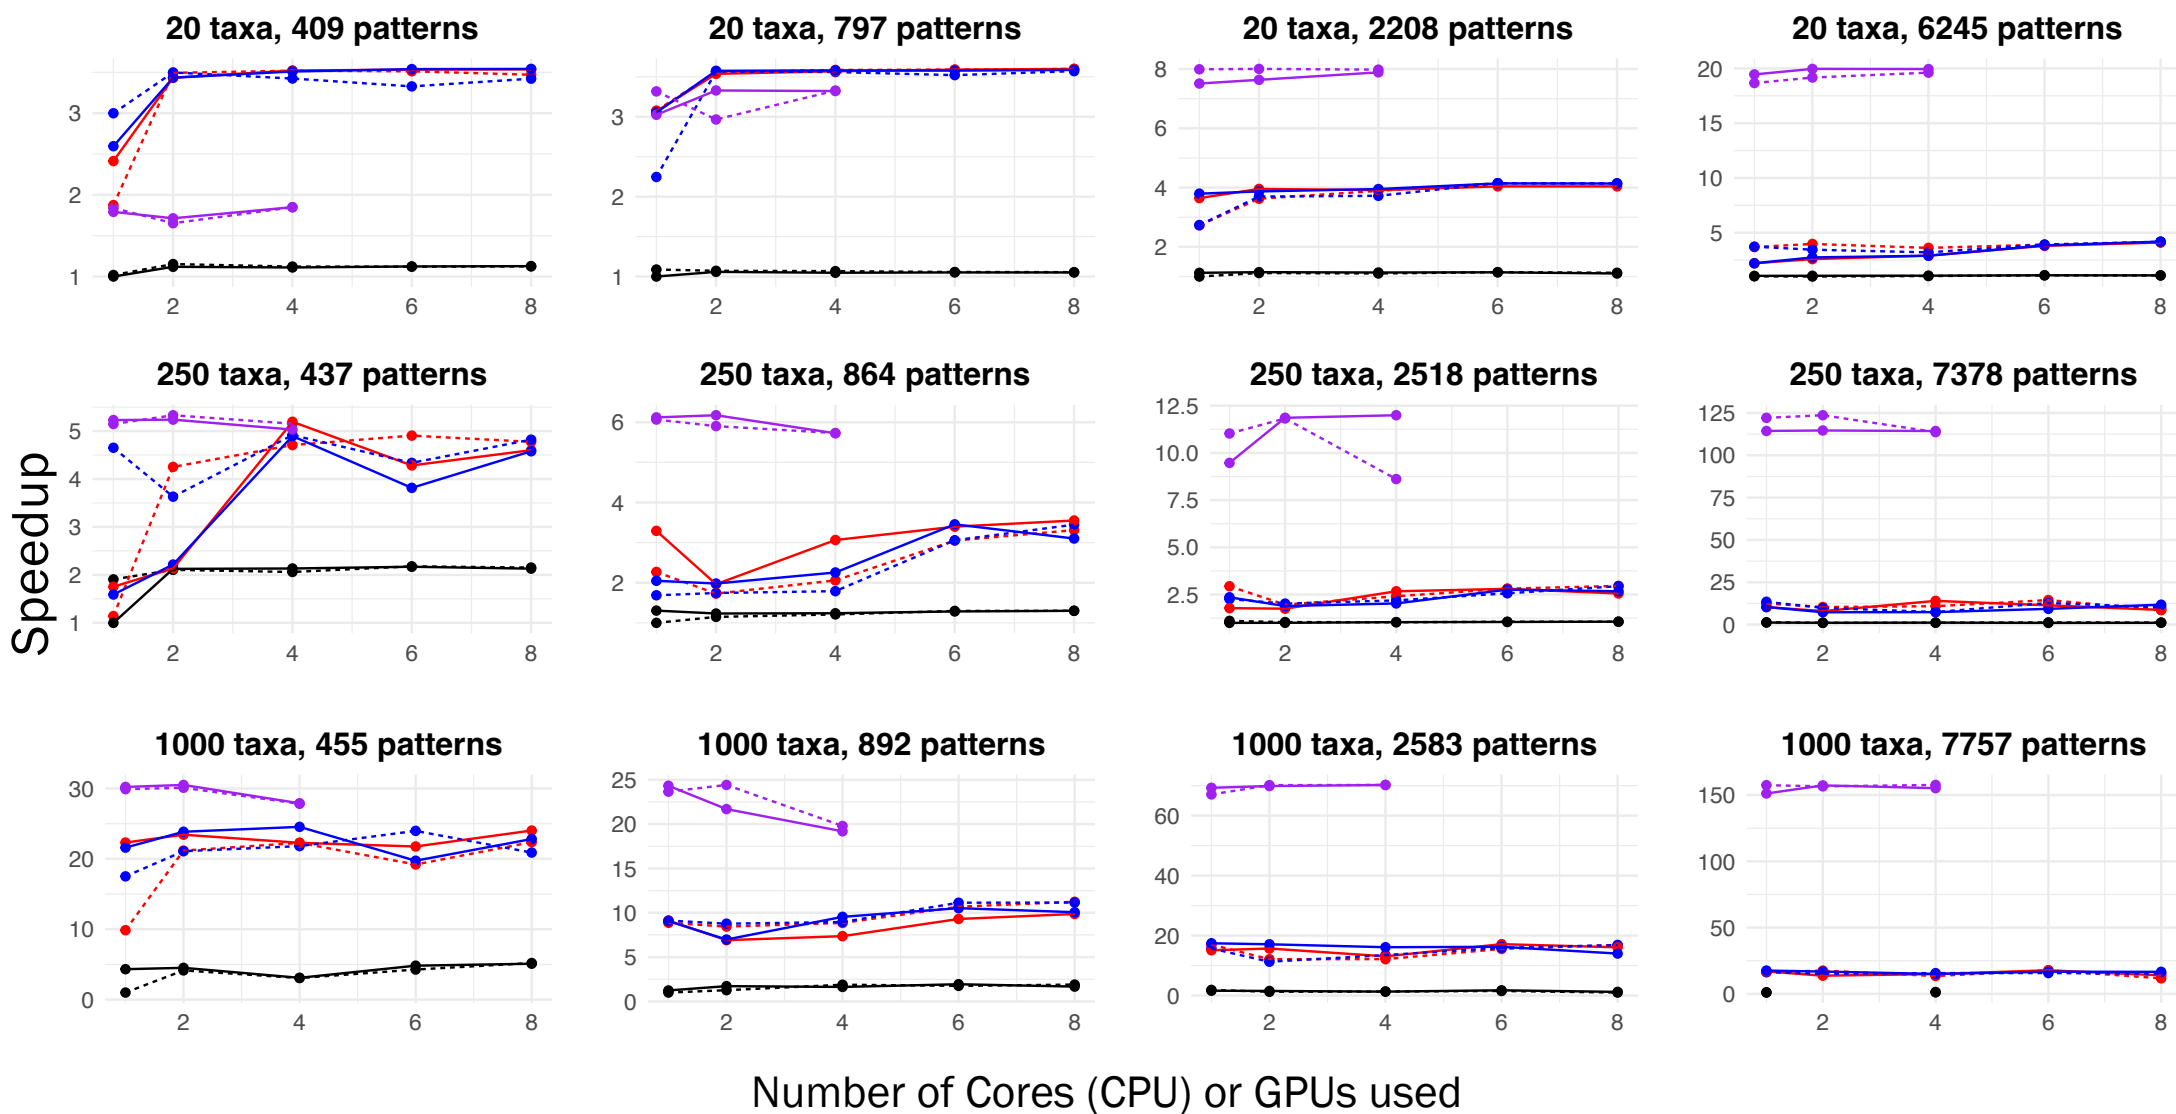 20 taxa, 409 patterns
20 taxa, 797 patterns
20 taxa, 2208 patterns
20 taxa, 6245 patterns
3
2
1
2 4 6 8
3
2
1
2 4 6 8
8
6
4
2
2 4 6 8
20
15
10
5
2 4 6 8
250 taxa, 437 patterns
250 taxa, 864 patterns
250 taxa, 2518 patterns
250 taxa, 7378 patterns
Speedup
5
4
3
2
1
2 4 6 8
6
4
2
2 4 6 8
12.5
10.0
7.5
5.0
2.5
2 4 6 8
125
100
75
50
25
0
2 4 6 8
1000 taxa, 455 patterns
1000 taxa, 892 patterns
1000 taxa, 2583 patterns
1000 taxa, 7757 patterns
30
20
10
0
2 4 6 8
25
20
15
10
5
0
2 4 6 8
60
40
20
0
2 4 6 8
150
100
50
0
2 4 6 8
Number of Cores (CPU) or GPUs used